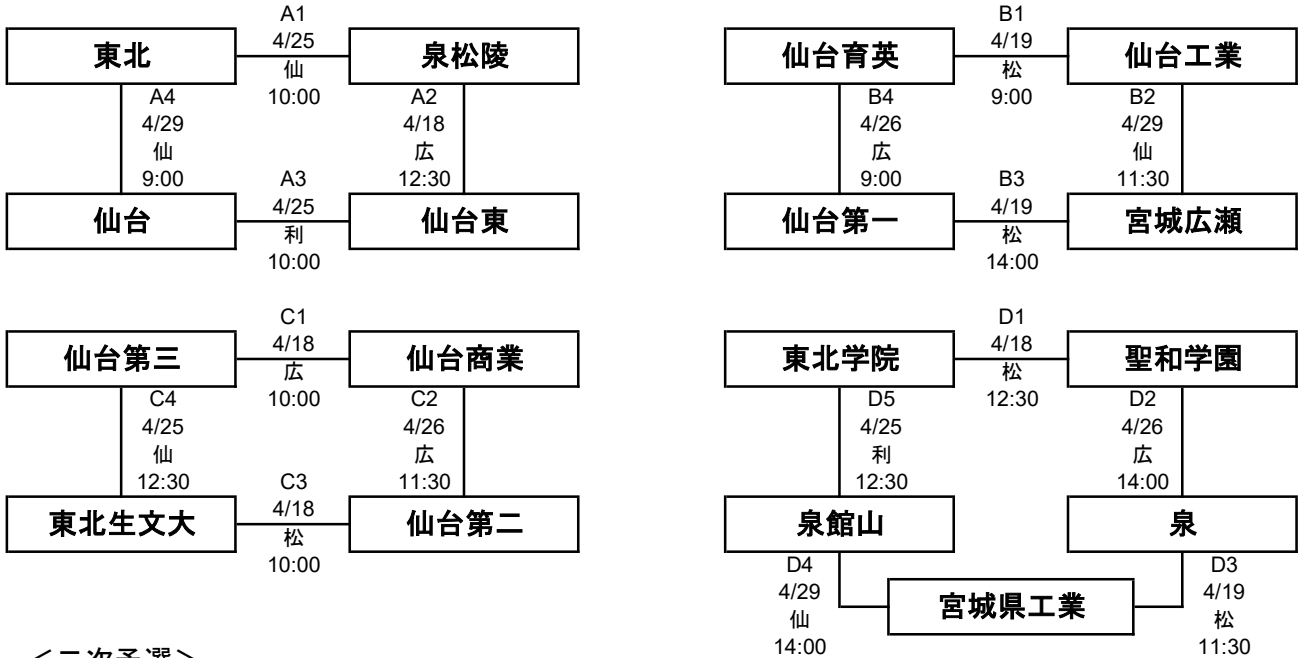 A1
4/25
東北
泉松陵
仙
10:00
A4
4/29
仙
9:00
A2
4/18
広
12:30
A3
4/25
仙台
仙台東
利
10:00
B1
4/19
仙台育英
仙台工業
松
9:00
B4
4/26
広
9:00
B2
4/29
仙
11:30
B3
4/19
仙台第一
宮城広瀬
松
14:00
C1
4/18
仙台第三
仙台商業
広
10:00
C4
4/25
仙
12:30
C2
4/26
広
11:30
C3
4/18
東北生文大
仙台第二
松
10:00
D1
4/18
東北学院
聖和学園
松
12:30
D5
4/25
利
12:30
D2
4/26
広
14:00
泉館山
泉
D4
4/29
仙
14:00
宮城県工業
D3
4/19
松
11:30